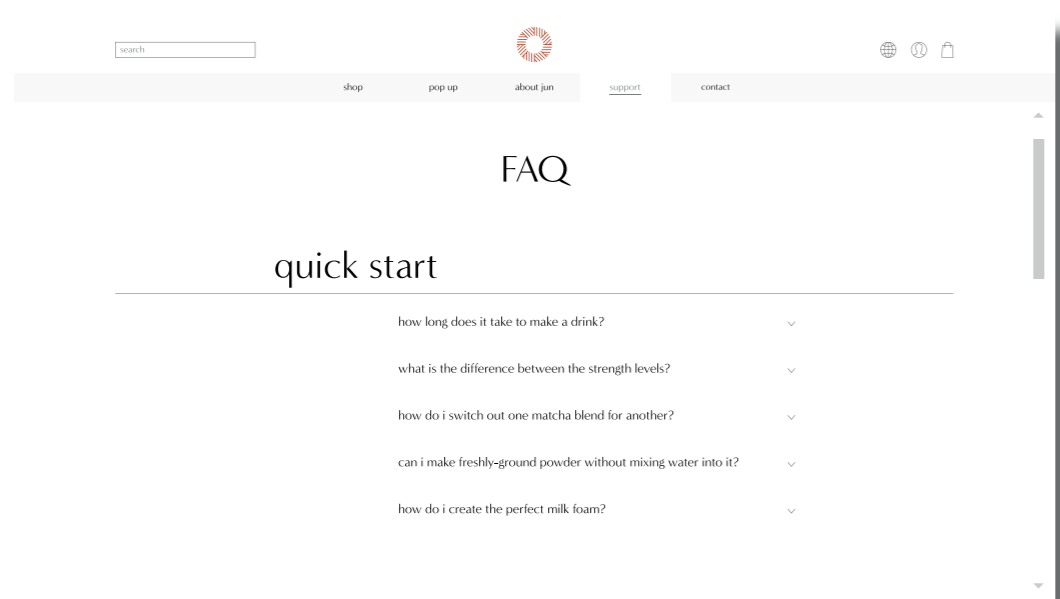 search
shop
pop up
about jun
support
contact
FAQ
quick start
how long does it take to make a drink?
what is the difference between the strength levels?
how do i switch out one matcha blend for another?
can i make freshly-ground powder without mixing water into it?
how do i create the perfect milk foam?